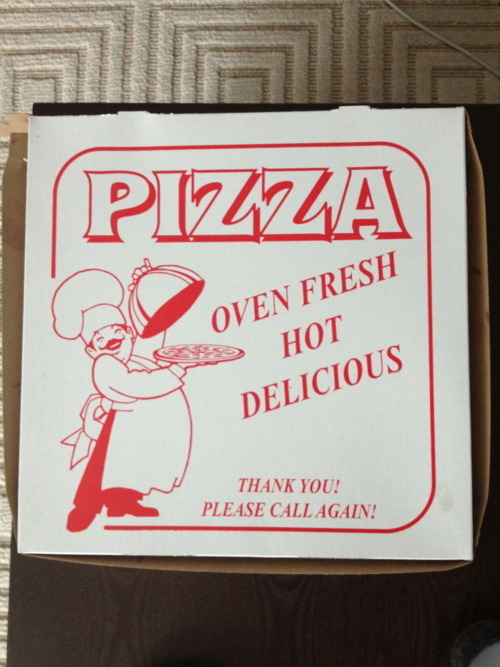 PIZZA
OVEN FRESH
HOT
DELICIOUS
THANK YOU!
PLEASE CALL AGAIN!